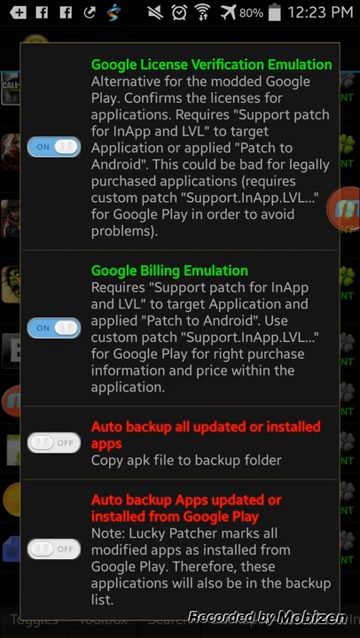 80% 12:23 PM
Google License Verification Emulation
Alternative for the modded Google
Play. Confirms the licenses for
applications. Requires "Support patch
for InApp and LVL" to target
Application or applied "Patch to
Android". This could be bad for legally
purchased applications (requires
custom patch "Support.InApp.LVL..."
for Google Play in order to avoid
problems).
ON
Google Billing Emulation
Requires "Support patch for InApp
and LVL" to target Application and
applied "Patch to Android". Use
custom patch "Support.InApp.LVL..."
for Google Play for right purchase
information and price within the
application.
ON
Auto backup all updated or installed
apps
Copy apk file to backup folder
OFF
Auto backup Apps updated or
installed from Google Play
Note: Lucky Patcher marks all
modified apps as installed from
Google Play. Therefore, these
applications will also be in the backup
list.
OFF
Toggles Toolbox
Recorded by Mobizen